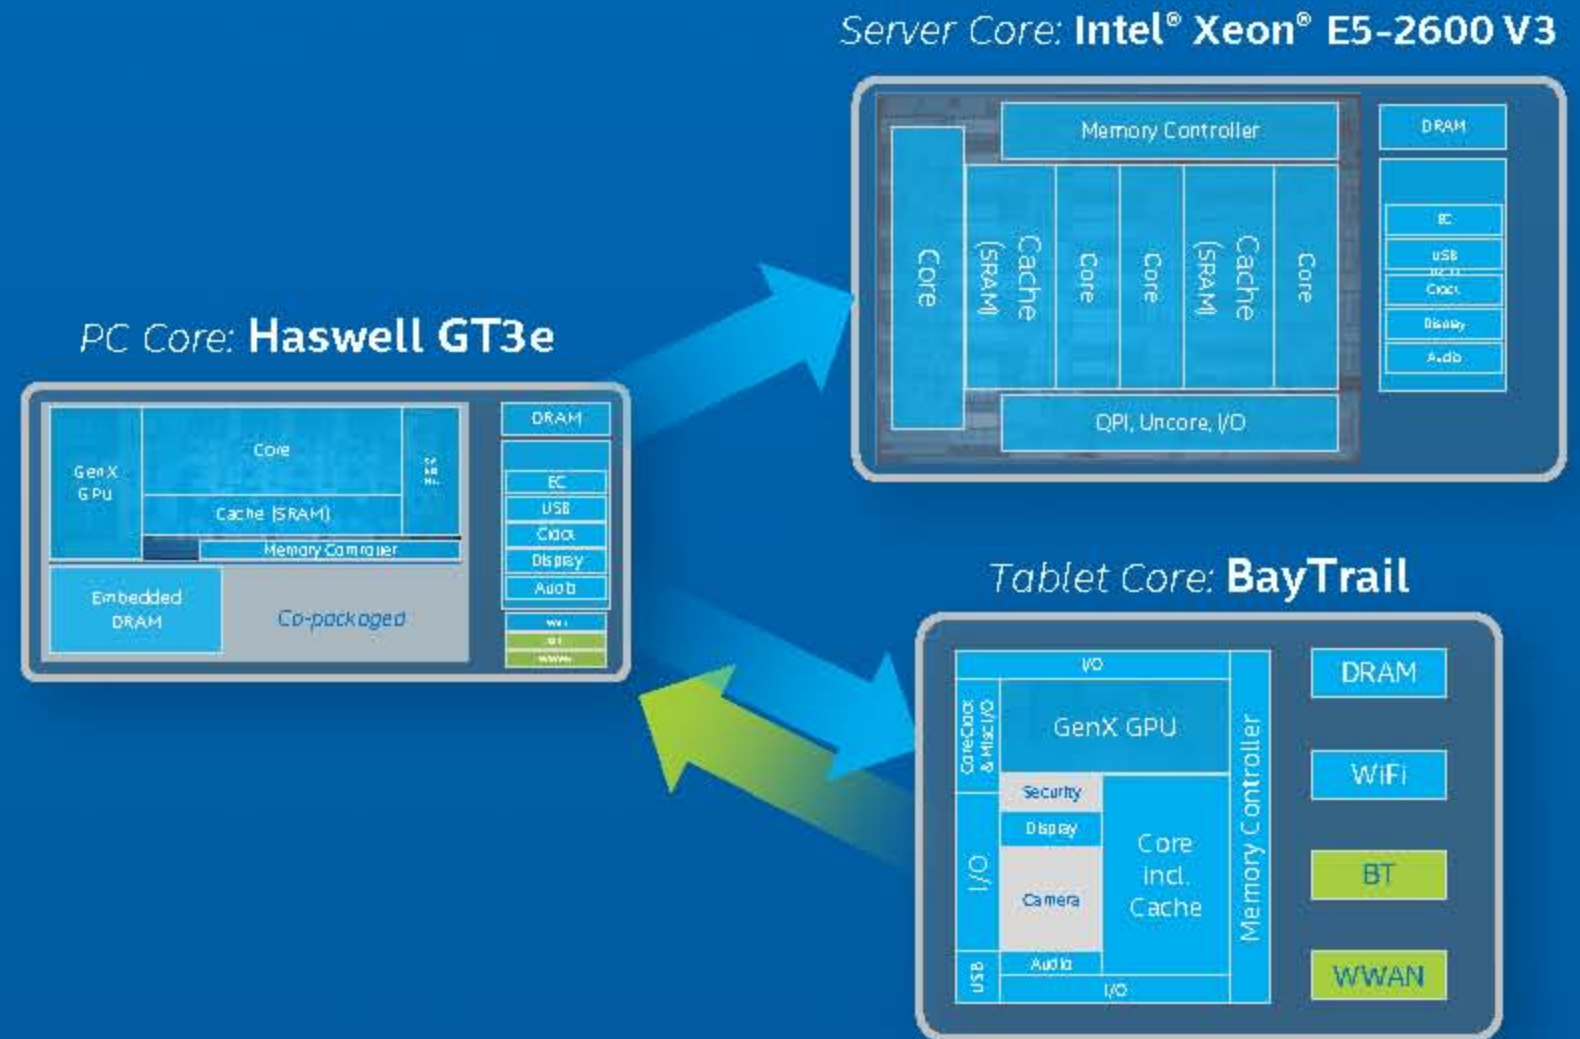 Server Core: Intel® Xeon® E5-2600 V3
Memory Controller
DRAM
Core
Cache
(SRAM)
Core
Core
Cache
(SRAM)
Core
EC
USB
Clock
Display
Audio
QPI, Uncore, I/O
PC Core: Haswell GT3e
GenX
GPU
Core
Cache (SRAM)
Memory Controller
Embedded
DRAM
Co-packaged
DRAM
EC
USB
Clock
Display
Audio
WiFi
BT
WWAN
Tablet Core: BayTrail
I/O
CoreClock
& Misc I/O
GenX GPU
Security
Display
I/O
Camera
Core
incl.
Cache
Memory Controller
USB
Audio
I/O
DRAM
WiFi
BT
WWAN